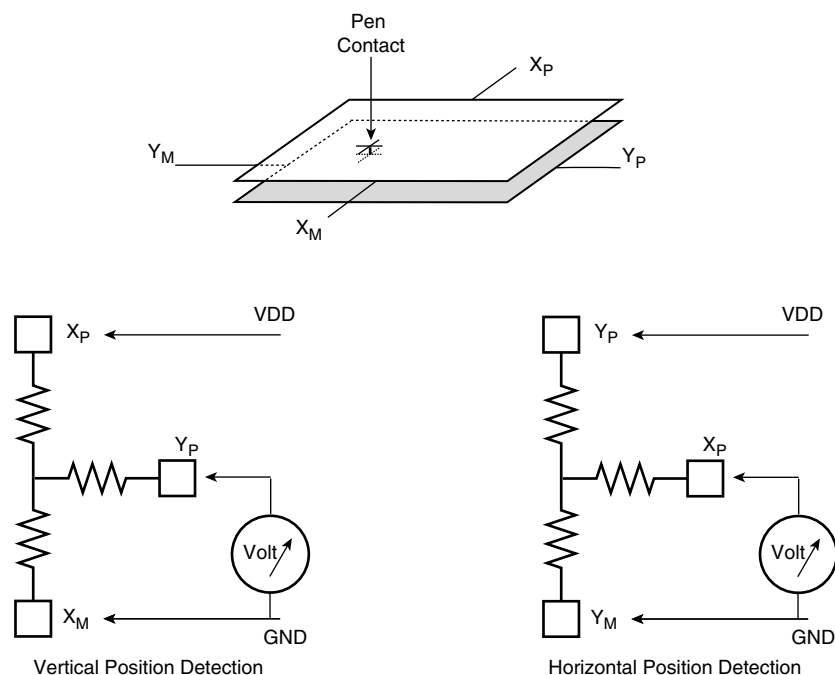 Pen
Contact
X_P
Y_M
Y_P
X_M
X_P
VDD
Y_P
Volt
X_M
GND
Vertical Position Detection
Y_P
VDD
X_P
Volt
Y_M
GND
Horizontal Position Detection